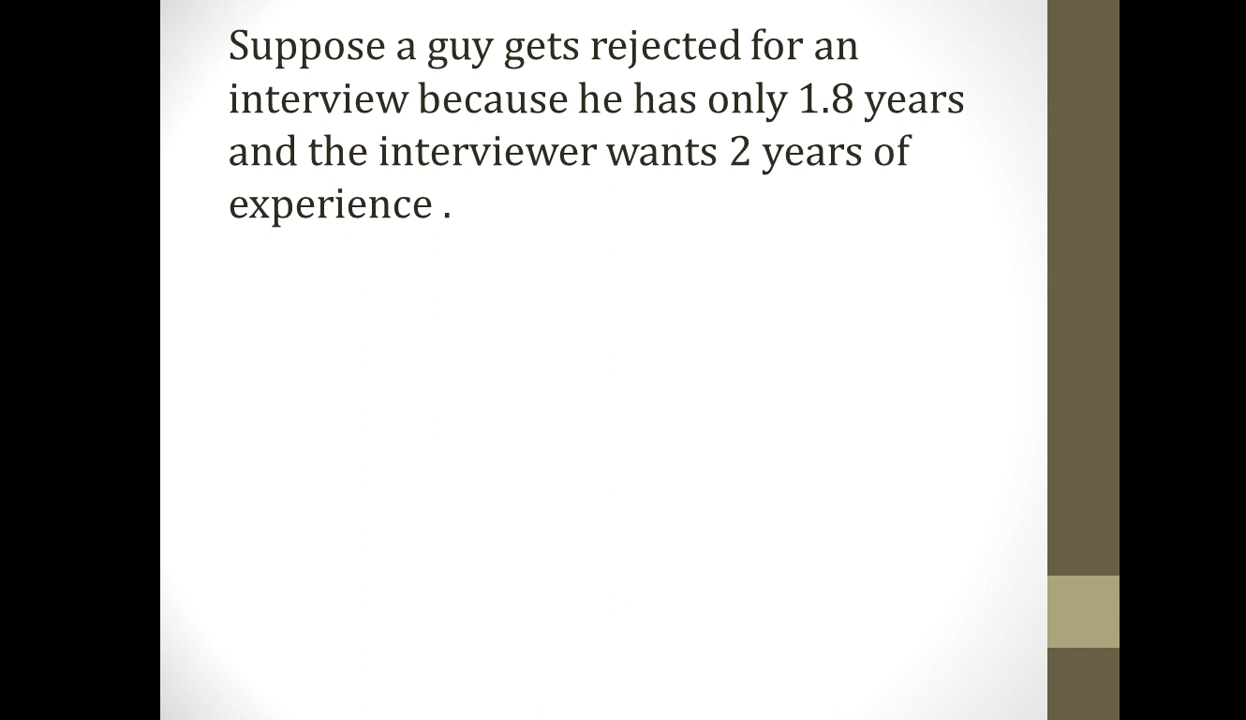 Suppose a guy gets rejected for an
interview because he has only 1.8 years
and the interviewer wants 2 years of
experience .